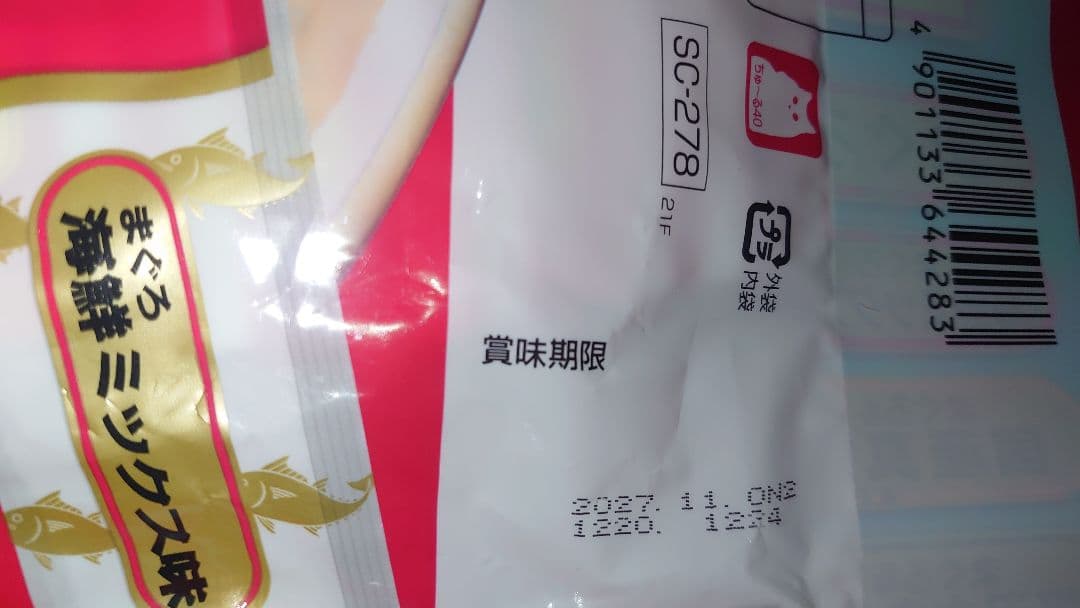 まぐろ
海鮮ミックス味
SC-278
21F
ちゅ〜る40
プラ
外袋
内袋
4 901133 644283
賞味期限
2027. 11. ON2
1220. 1224